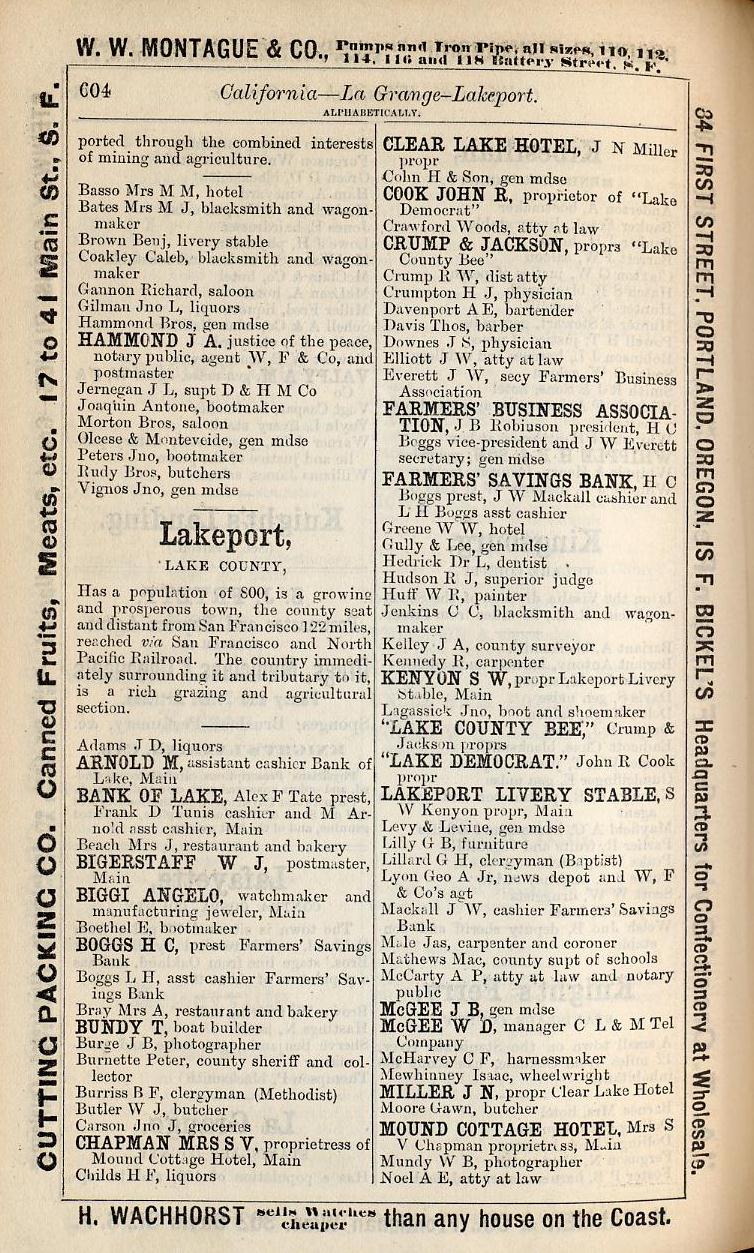 W. W. MONTAGUE & CO., Pumps and Iron Pipe, all sizes, 110, 112,
114, 116 and 118 Battery Street, S. F.
604
California—La Grange-Lakeport.
ALPHABETICALLY.
CUTTING PACKING CO. Canned Fruits, Meats, etc. 17 to 41 Main St., S. F.
ported through the combined interests
of mining and agriculture.
Basso Mrs M M, hotel
Bates Mrs M J, blacksmith and wagon-
maker
Brown Benj, livery stable
Coakley Caleb, blacksmith and wagon-
maker
Gannon Richard, saloon
Gilman Jno L, liquors
Hammond Bros, gen mdse
HAMMOND J A. justice of the peace,
notary public, agent W, F & Co, and
postmaster
Jernegan J L, supt D & H M Co
Joaquin Antone, bootmaker
Morton Bros, saloon
Olcese & Monteveide, gen mdse
Peters Jno, bootmaker
Rudy Bros, butchers
Vignos Jno, gen mdse
Lakeport,
LAKE COUNTY,
Has a population of 800, is a growing
and prosperous town, the county seat
and distant from San Francisco 122 miles,
reached via San Francisco and North
Pacific Railroad. The country immedi-
ately surrounding it and tributary to it,
is a rich grazing and agricultural
section.
Adams J D, liquors
ARNOLD M, assistant cashier Bank of
Lake, Main
BANK OF LAKE, Alex F Tate prest,
Frank D Tunis cashier and M Ar-
nold asst cashier, Main
Beach Mrs J, restaurant and bakery
BIGERSTAFF W J, postmaster,
Main
BIGGI ANGELO, watchmaker and
manufacturing jeweler, Main
Boethel E, bootmaker
BOGGS H C, prest Farmers' Savings
Bank
Boggs L H, asst cashier Farmers' Sav-
ings Bank
Bray Mrs A, restaurant and bakery
BUNDY T, boat builder
Burge J B, photographer
Burnette Peter, county sheriff and col-
lector
Burriss B F, clergyman (Methodist)
Butler W J, butcher
Carson Jno J, groceries
CHAPMAN MRS S V, proprietress of
Mound Cottage Hotel, Main
Childs H F, liquors
CLEAR LAKE HOTEL, J N Miller
propr
Cohn H & Son, gen mdse
COOK JOHN R, proprietor of "Lake
Democrat"
Crawford Woods, atty at law
CRUMP & JACKSON, proprs "Lake
County Bee"
Crump R W, dist atty
Crumpton H J, physician
Davenport A E, bartender
Davis Thos, barber
Downes J S, physician
Elliott J W, atty at law
Everett J W, secy Farmers' Business
Association
FARMERS' BUSINESS ASSOCIA-
TION, J B Robinson president, H C
Boggs vice-president and J W Everett
secretary; gen mdse
FARMERS' SAVINGS BANK, H C
Boggs prest, J W Mackall cashier and
L H Boggs asst cashier
Greene W W, hotel
Gully & Lee, gen mdse
Hedrick Dr L, dentist
Hudson R J, superior judge
Huff W R, painter
Jenkins C C, blacksmith and wagon-
maker
Kelley J A, county surveyor
Kennedy R, carpenter
KENYON S W, propr Lakeport Livery
Stable, Main
Lagassick Jno, boot and shoemaker
"LAKE COUNTY BEE," Crump &
Jackson proprs
"LAKE DEMOCRAT." John R Cook
propr
LAKEPORT LIVERY STABLE, S
W Kenyon propr, Main
Levy & Levine, gen mdse
Lilly G B, furniture
Lillard G H, clergyman (Baptist)
Lyon Geo A Jr, news depot and W, F
& Co's agt
Mackall J W, cashier Farmers' Savings
Bank
Male Jas, carpenter and coroner
Mathews Mac, county supt of schools
McCarty A P, atty at law and notary
public
McGEE J B, gen mdse
McGEE W D, manager C L & M Tel
Company
McHarvey C F, harnessmaker
Mewhinney Isaac, wheelwright
MILLER J N, propr Clear Lake Hotel
Moore Gawn, butcher
MOUND COTTAGE HOTEL, Mrs S
V Chapman proprietress, Main
Mundy W B, photographer
Noel A E, atty at law
84 FIRST STREET, PORTLAND, OREGON, IS F. BICKEL'S Headquarters for Confectionery at Wholesale.
H. WACHHORST sells Watches cheaper than any house on the Coast.